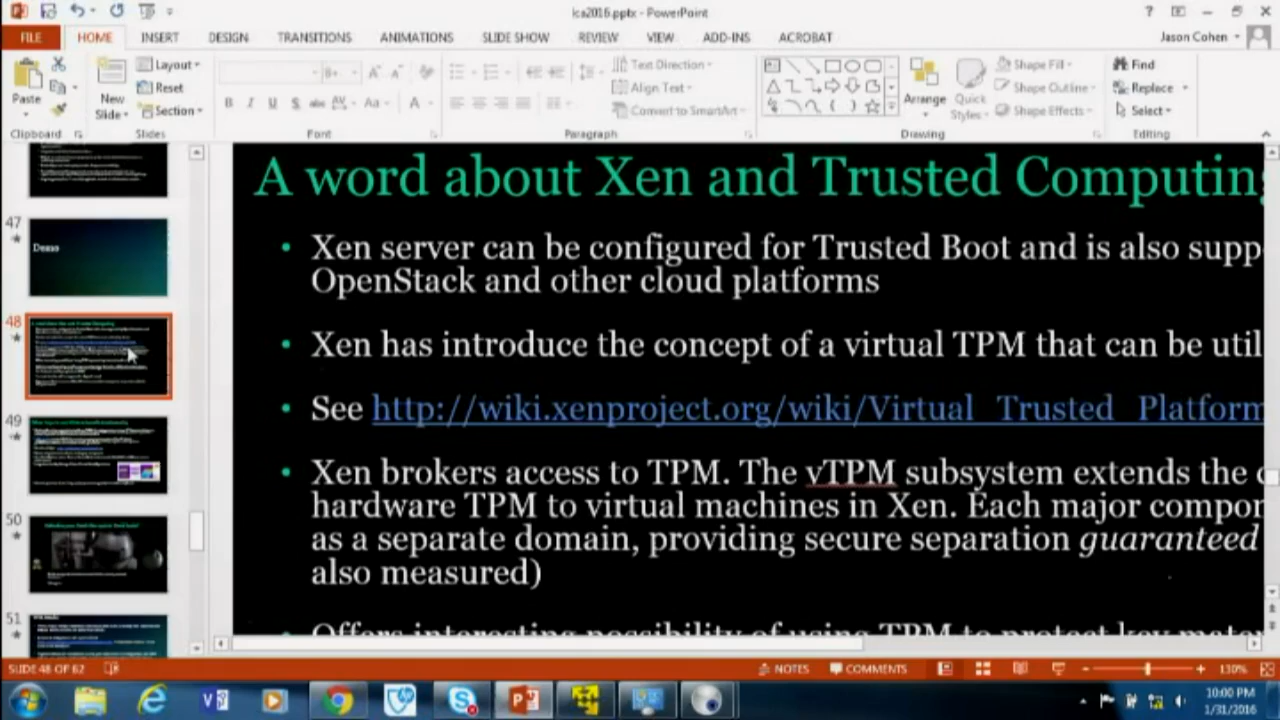 ics2016.pptx - PowerPoint
FILE
HOME
INSERT
DESIGN
TRANSITIONS
ANIMATIONS
SLIDE SHOW
REVIEW
VIEW
ADD-INS
ACROBAT
Jason Cohen
Paste
New
Slide
Layout
Reset
Section
Text Direction
Align Text
Convert to SmartArt
Arrange
Quick
Styles
Shape Fill
Shape Outline
Shape Effects
Find
Replace
Select
Clipboard
Slides
Font
Paragraph
Drawing
Editing
47
Demo
48
49
50
51
A word about Xen and Trusted Computing
Xen server can be configured for Trusted Boot and is also supp
OpenStack and other cloud platforms
Xen has introduce the concept of a virtual TPM that can be util
See http://wiki.xenproject.org/wiki/Virtual_Trusted_Platform
Xen brokers access to TPM. The vTPM subsystem extends the c
hardware TPM to virtual machines in Xen. Each major compon
as a separate domain, providing secure separation guaranteed
also measured)
Offers interesting possibility of using TPM to protect key mater
SLIDE 48 OF 62
NOTES
COMMENTS
130%
10:00 PM
1/31/2016